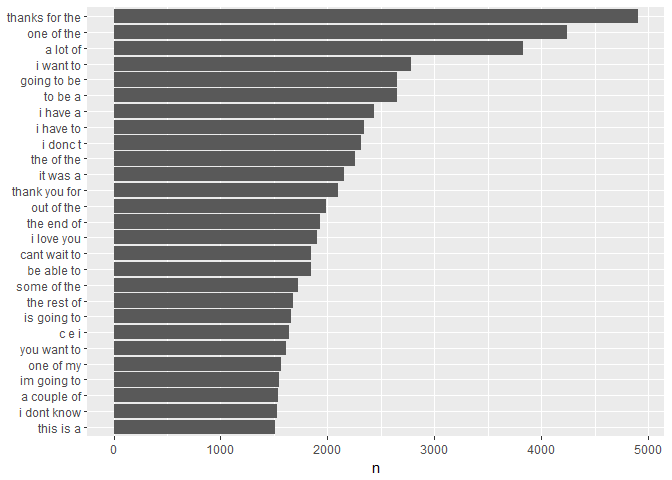 thanks for the
one of the
a lot of
i want to
going to be
to be a
i have a
i have to
i donc t
the of the
it was a
thank you for
out of the
the end of
i love you
cant wait to
be able to
some of the
the rest of
is going to
c e i
you want to
one of my
im going to
a couple of
i dont know
this is a
0 1000 2000 3000 4000 5000
n